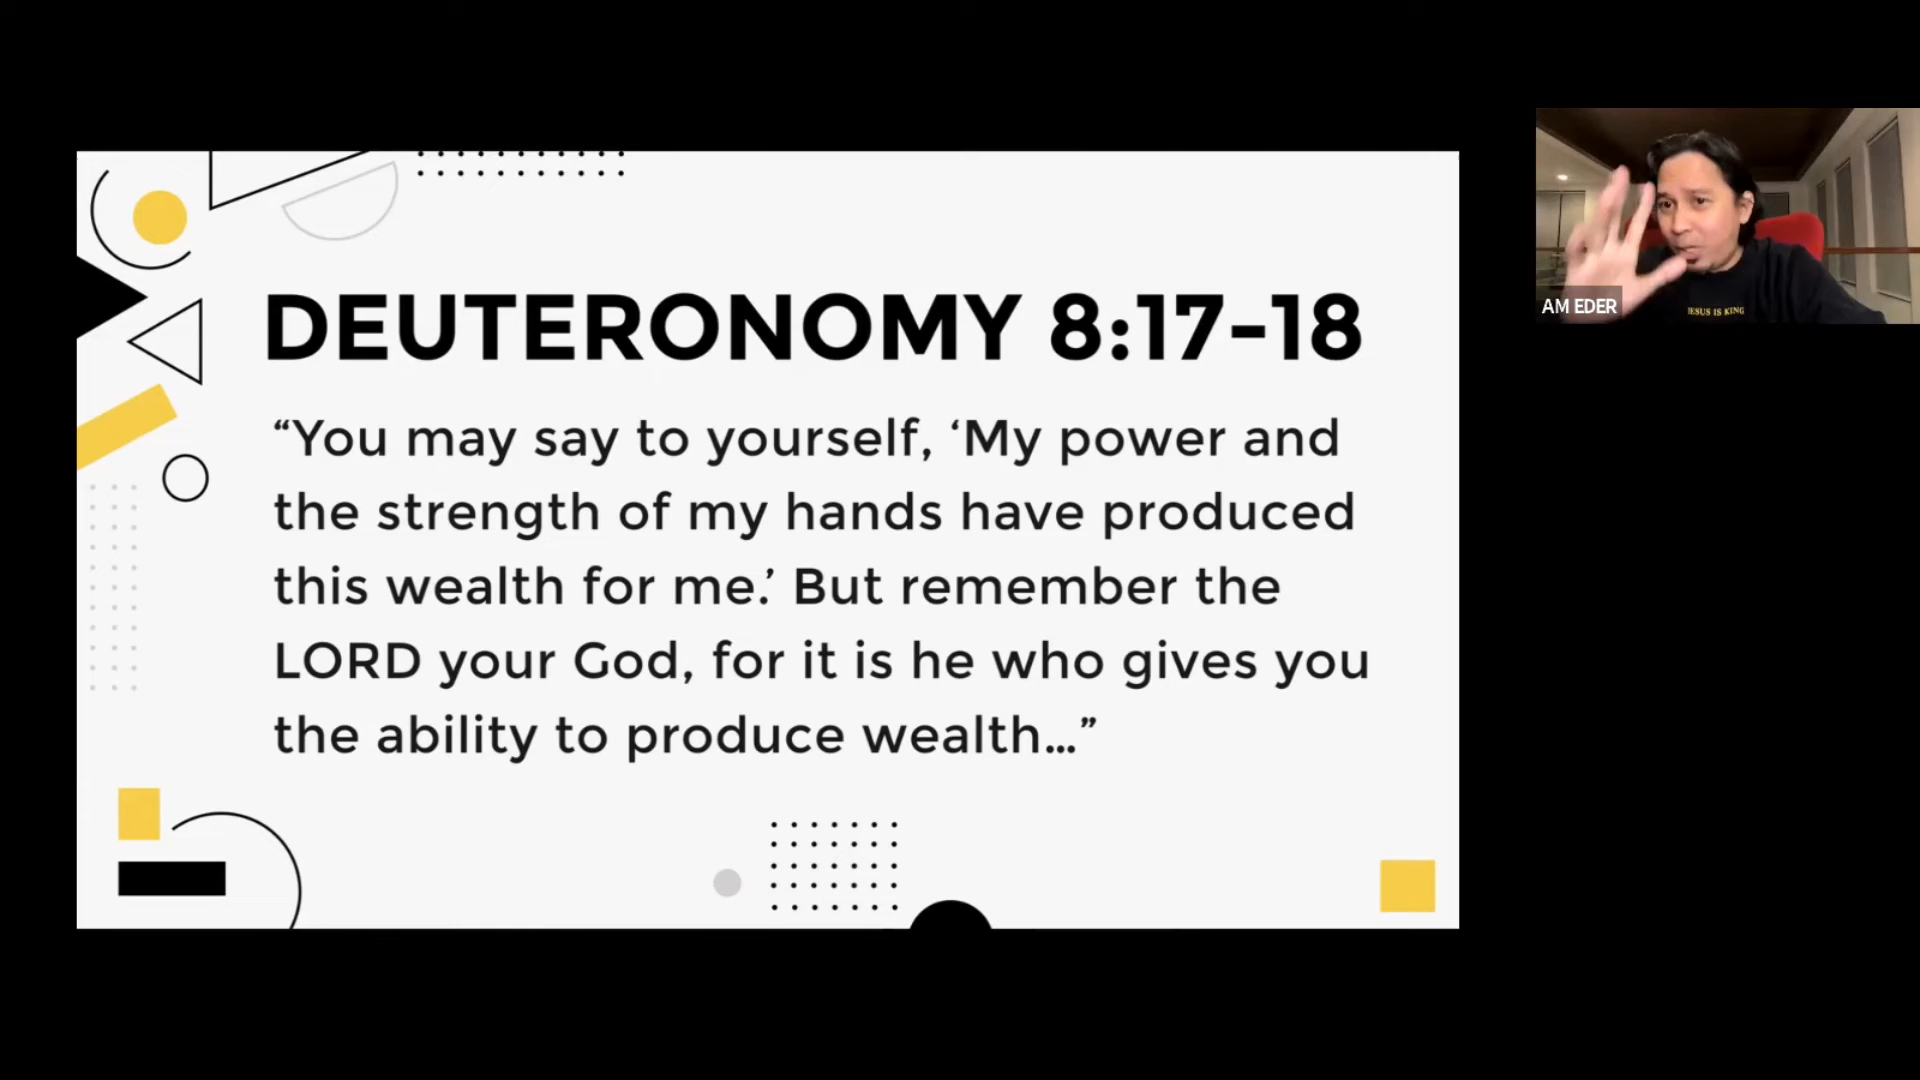 DEUTERONOMY 8:17-18
“You may say to yourself, ‘My power and
the strength of my hands have produced
this wealth for me.’ But remember the
LORD your God, for it is he who gives you
the ability to produce wealth...”
AM EDER
JESUS IS KING